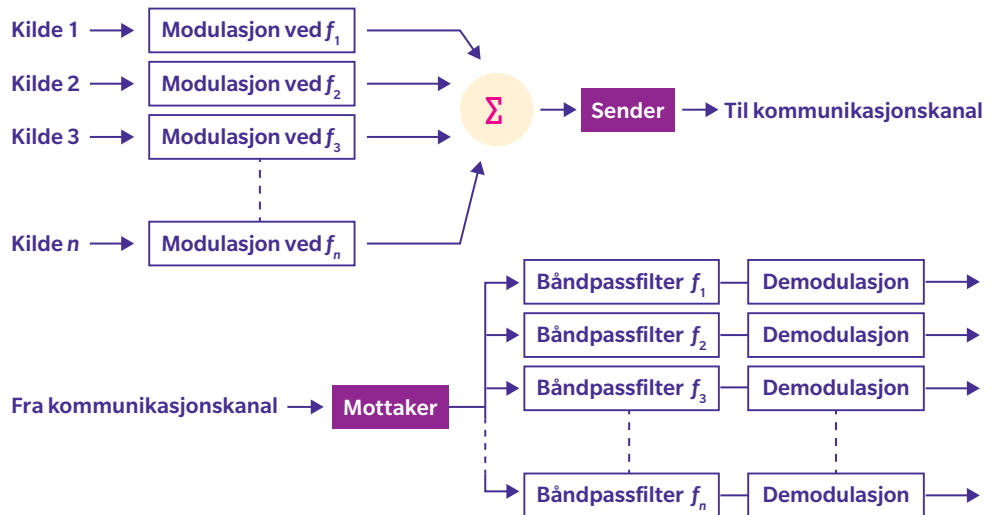 Kilde 1 Modulasjon ved f₁
Kilde 2 Modulasjon ved f₂
Σ Sender Til kommunikasjonskanal
Kilde 3 Modulasjon ved f₃
Kilde n Modulasjon ved fₙ
Båndpassfilter f₁ Demodulasjon
Båndpassfilter f₂ Demodulasjon
Båndpassfilter f₃ Demodulasjon
Fra kommunikasjonskanal Mottaker
Båndpassfilter fₙ Demodulasjon